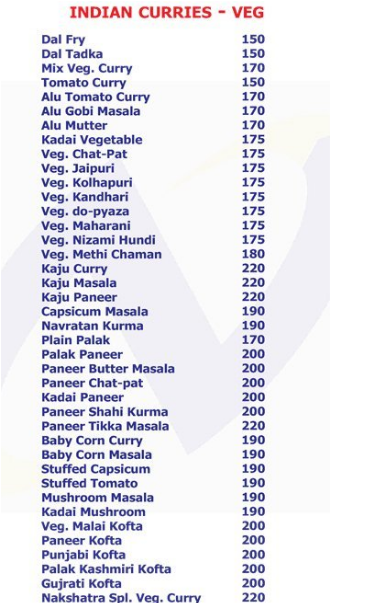 INDIAN CURRIES - VEG
Dal Fry 150
Dal Tadka 150
Mix Veg. Curry 170
Tomato Curry 150
Alu Tomato Curry 170
Alu Gobi Masala 170
Alu Mutter 170
Kadai Vegetable 175
Veg. Chat-Pat 175
Veg. Jaipuri 175
Veg. Kolhapuri 175
Veg. Kandhari 175
Veg. do-pyaza 175
Veg. Maharani 175
Veg. Nizami Hundi 175
Veg. Methi Chaman 180
Kaju Curry 220
Kaju Masala 220
Kaju Paneer 220
Capsicum Masala 190
Navratan Kurma 190
Plain Palak 170
Palak Paneer 200
Paneer Butter Masala 200
Paneer Chat-pat 200
Kadai Paneer 200
Paneer Shahi Kurma 200
Paneer Tikka Masala 220
Baby Corn Curry 190
Baby Corn Masala 190
Stuffed Capsicum 190
Stuffed Tomato 190
Mushroom Masala 190
Kadai Mushroom 190
Veg. Malai Kofta 200
Paneer Kofta 200
Punjabi Kofta 200
Palak Kashmiri Kofta 200
Gujrati Kofta 200
Nakshatra Spl. Veg. Curry 220